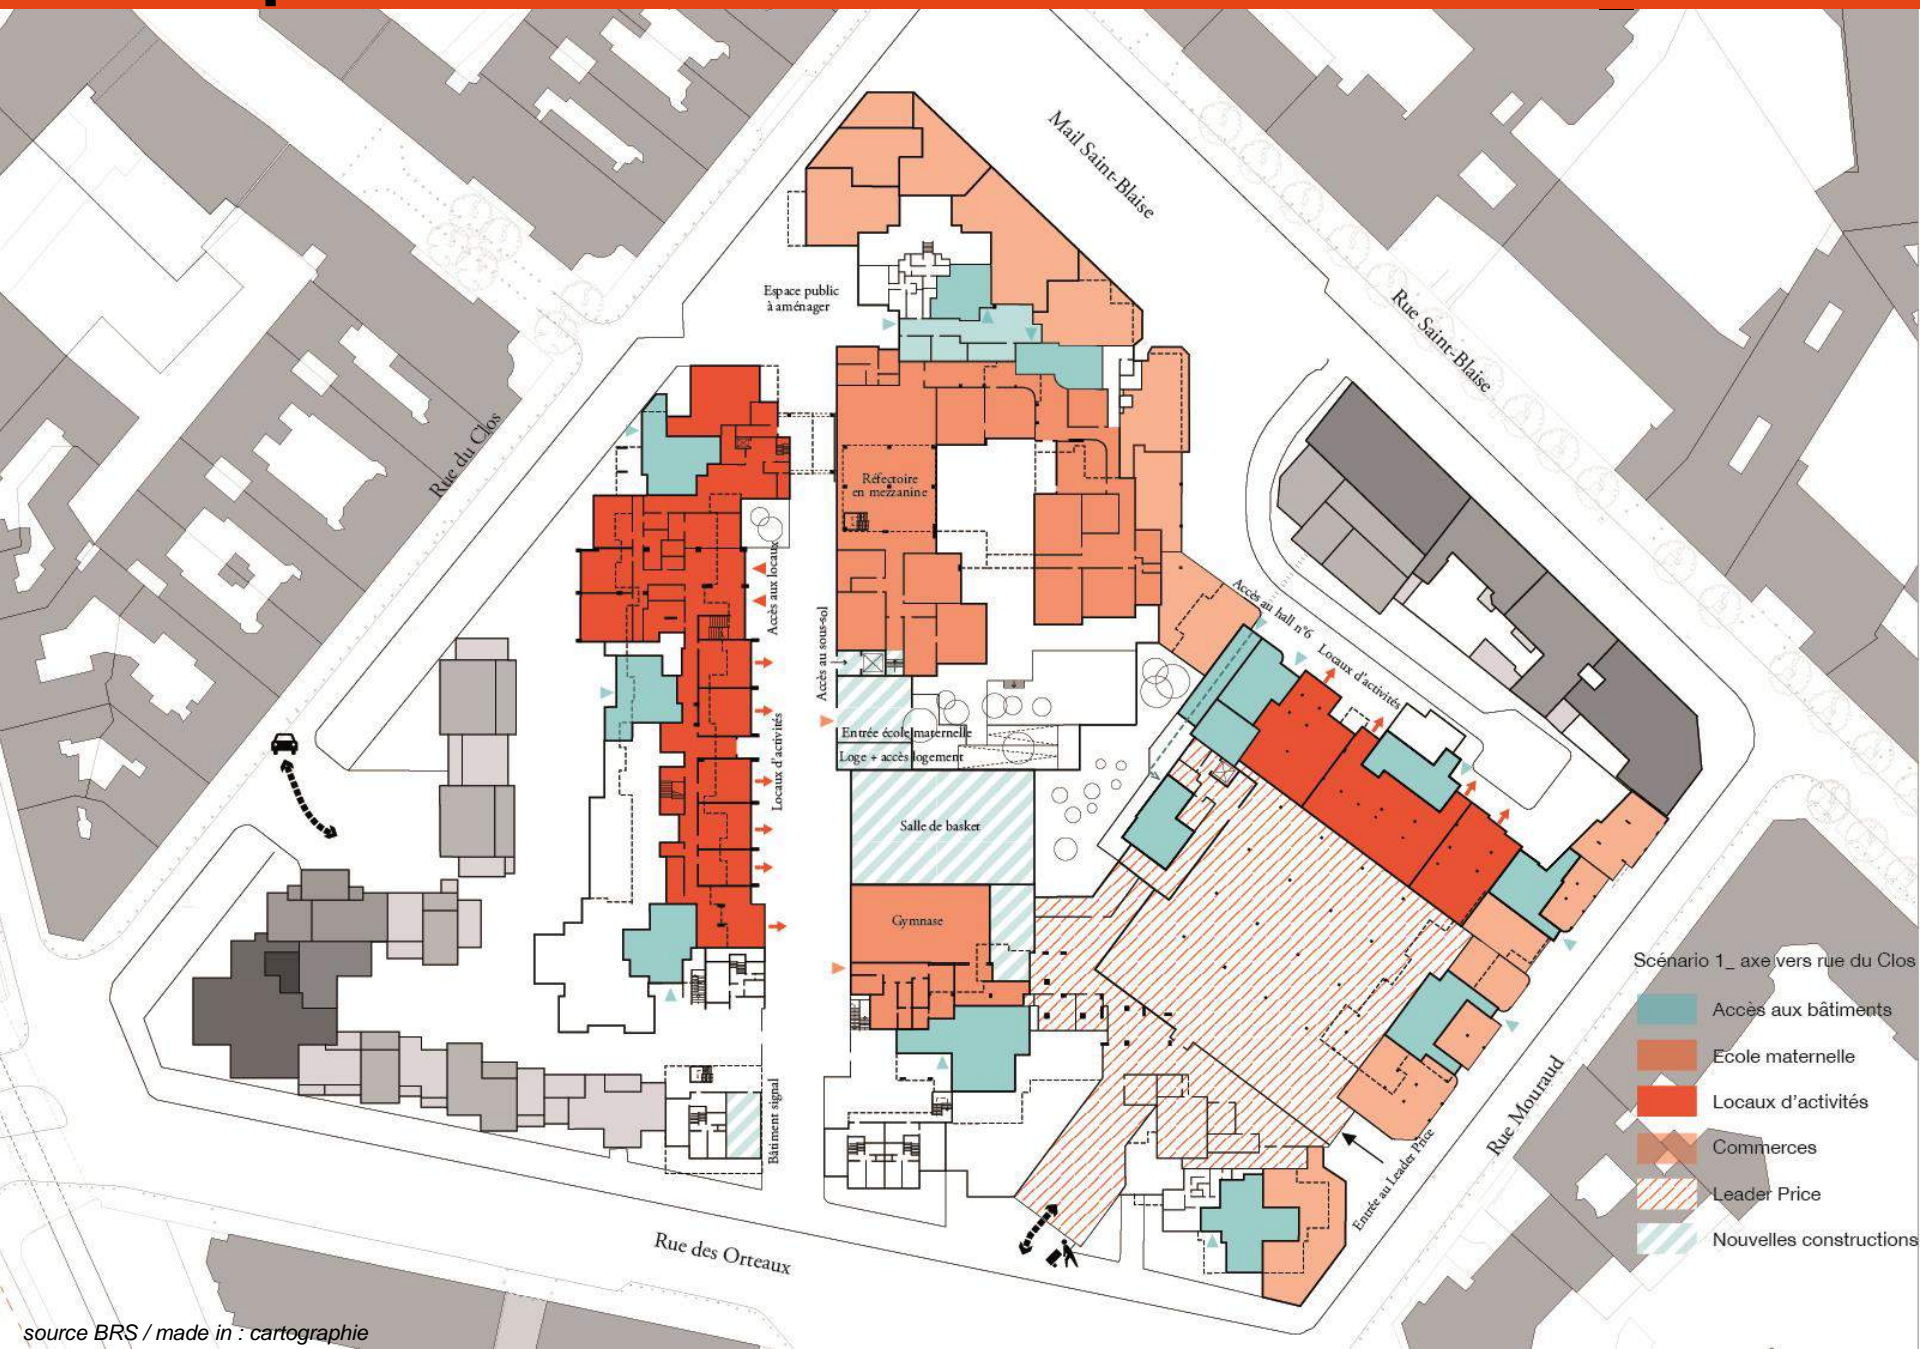 Mail Saint-Blaise
Espace public
à aménager
Rue Saint-Blaise
Rue du Clos
Réfectoire
en mezzanine
Accès aux locaux
Accès au sous-sol
Accès au hall n°6
Locaux d'activités
Locaux d'activités
Entrée école maternelle
Loge + accès logement
Salle de basket
Gymnase
Bâtiment signal
Rue Mouraud
Entrée au Leader Price
Rue des Orteaux
Scénario 1_ axe vers rue du Clos
Accès aux bâtiments
Ecole maternelle
Locaux d'activités
Commerces
Leader Price
Nouvelles constructions
source BRS / made in : cartographie